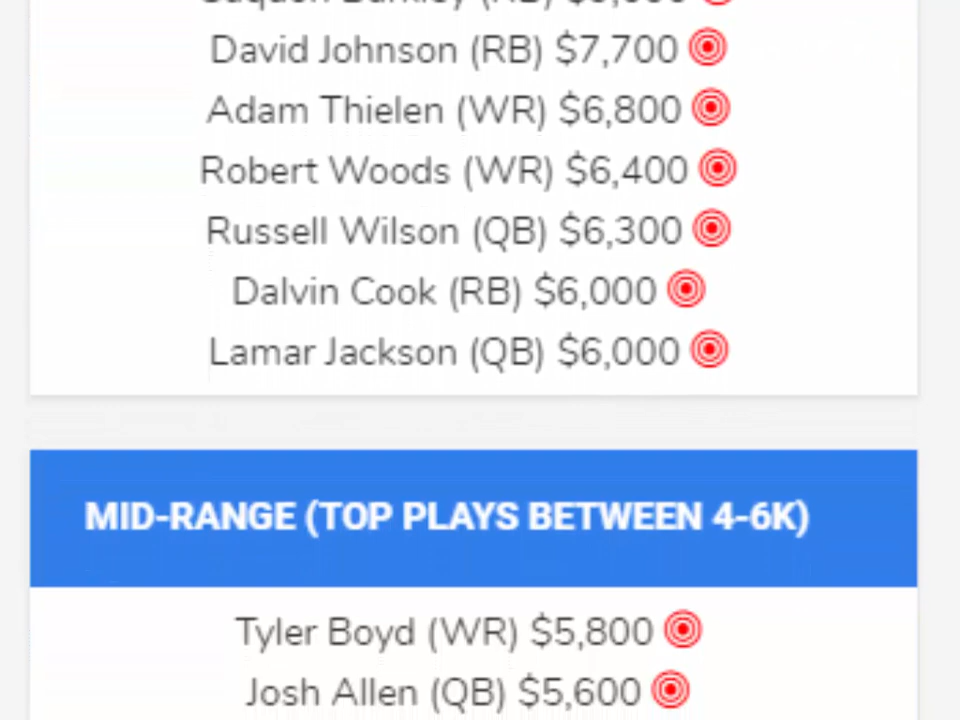 David Johnson (RB) $7,700
Adam Thielen (WR) $6,800
Robert Woods (WR) $6,400
Russell Wilson (QB) $6,300
Dalvin Cook (RB) $6,000
Lamar Jackson (QB) $6,000
MID-RANGE (TOP PLAYS BETWEEN 4-6K)
Tyler Boyd (WR) $5,800
Josh Allen (QB) $5,600